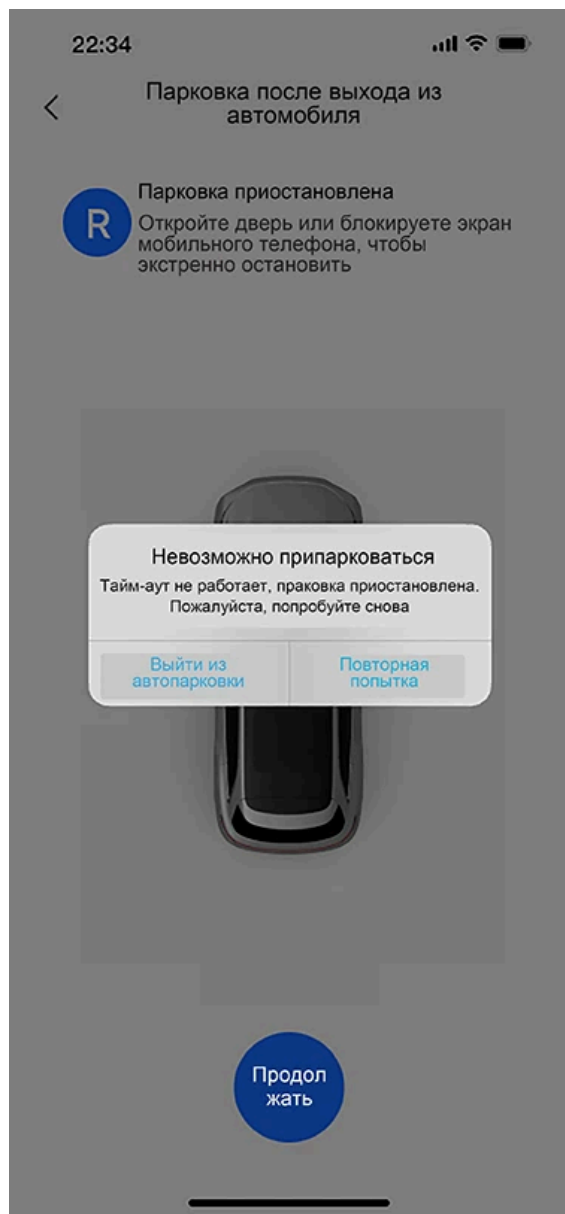 22:34
Парковка после выхода из
автомобиля
R
Парковка приостановлена
Откройте дверь или блокируете экран
мобильного телефона, чтобы
экстренно остановить
Невозможно припарковаться
Тайм-аут не работает, праковка приостановлена.
Пожалуйста, попробуйте снова
Выйти из
автопарковки
Повторная
попытка
Продол
жать